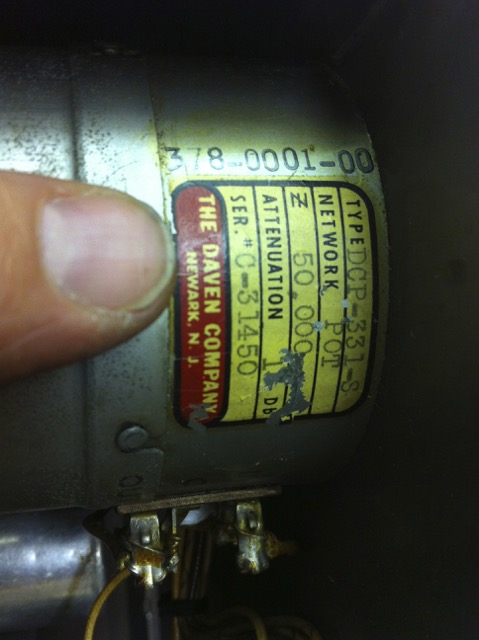 378-0001-00
TYPE DCP-331-S
NETWORK POT
Z 50,000
ATTENUATION 1 Db
SER. # C-31450
THE DAVEN COMPANY
NEWARK, N. J.